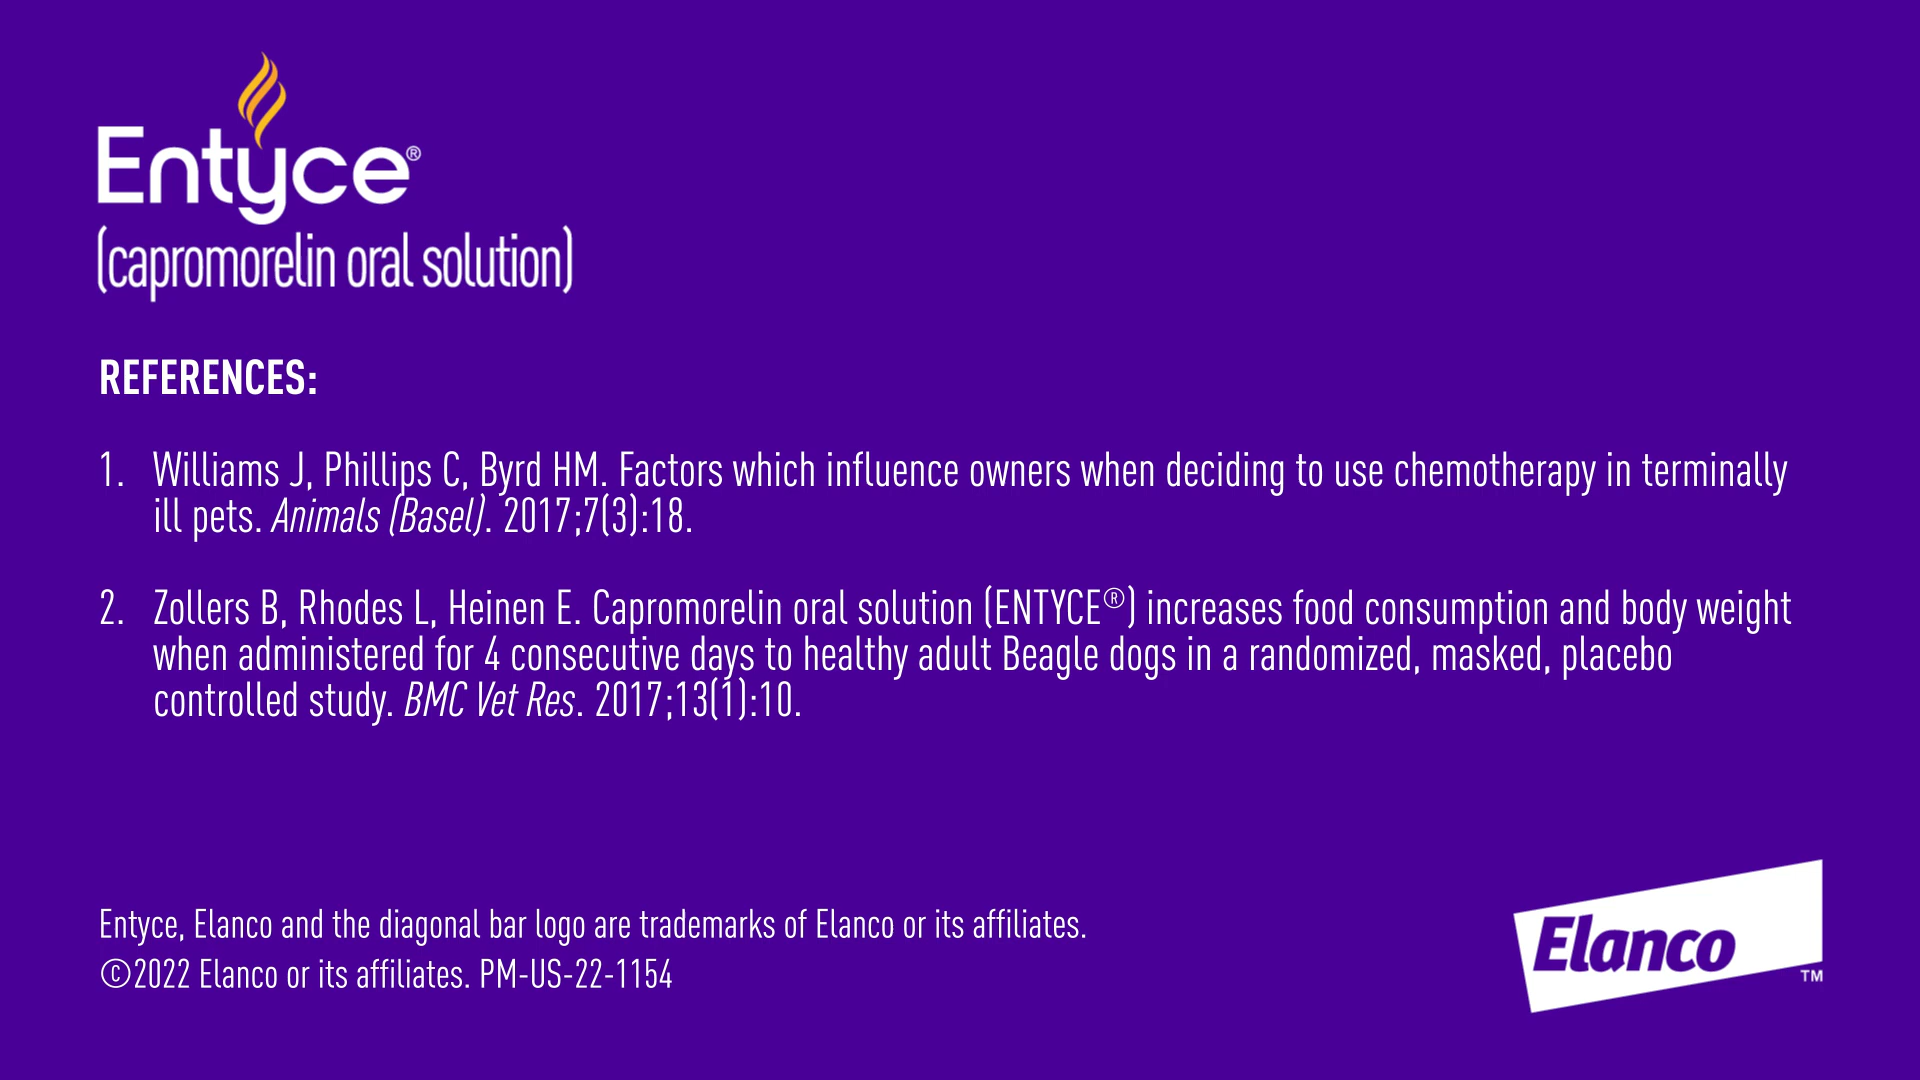 Entyce®
(capromorelin oral solution)
REFERENCES:
1. Williams J, Phillips C, Byrd HM. Factors which influence owners when deciding to use chemotherapy in terminally
ill pets. Animals (Basel). 2017;7(3):18.
2. Zollers B, Rhodes L, Heinen E. Capromorelin oral solution (ENTYCE®) increases food consumption and body weight
when administered for 4 consecutive days to healthy adult Beagle dogs in a randomized, masked, placebo
controlled study. BMC Vet Res. 2017;13(1):10.
Entyce, Elanco and the diagonal bar logo are trademarks of Elanco or its affiliates.
©2022 Elanco or its affiliates. PM-US-22-1154
Elanco™